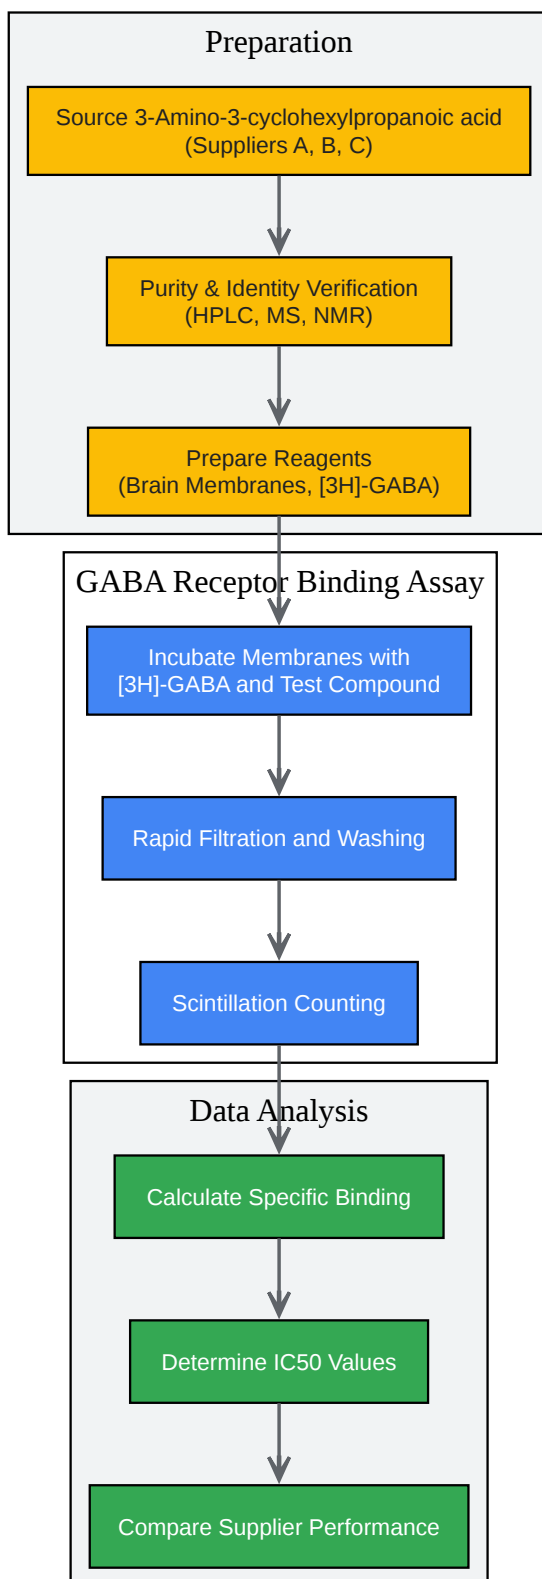 Preparation
Source 3-Amino-3-cyclohexylpropanoic acid
(Suppliers A, B, C)
Purity & Identity Verification
(HPLC, MS, NMR)
Prepare Reagents
(Brain Membranes, [3H]-GABA)
GABA Receptor Binding Assay
Incubate Membranes with
[3H]-GABA and Test Compound
Rapid Filtration and Washing
Scintillation Counting
Data Analysis
Calculate Specific Binding
Determine IC50 Values
Compare Supplier Performance